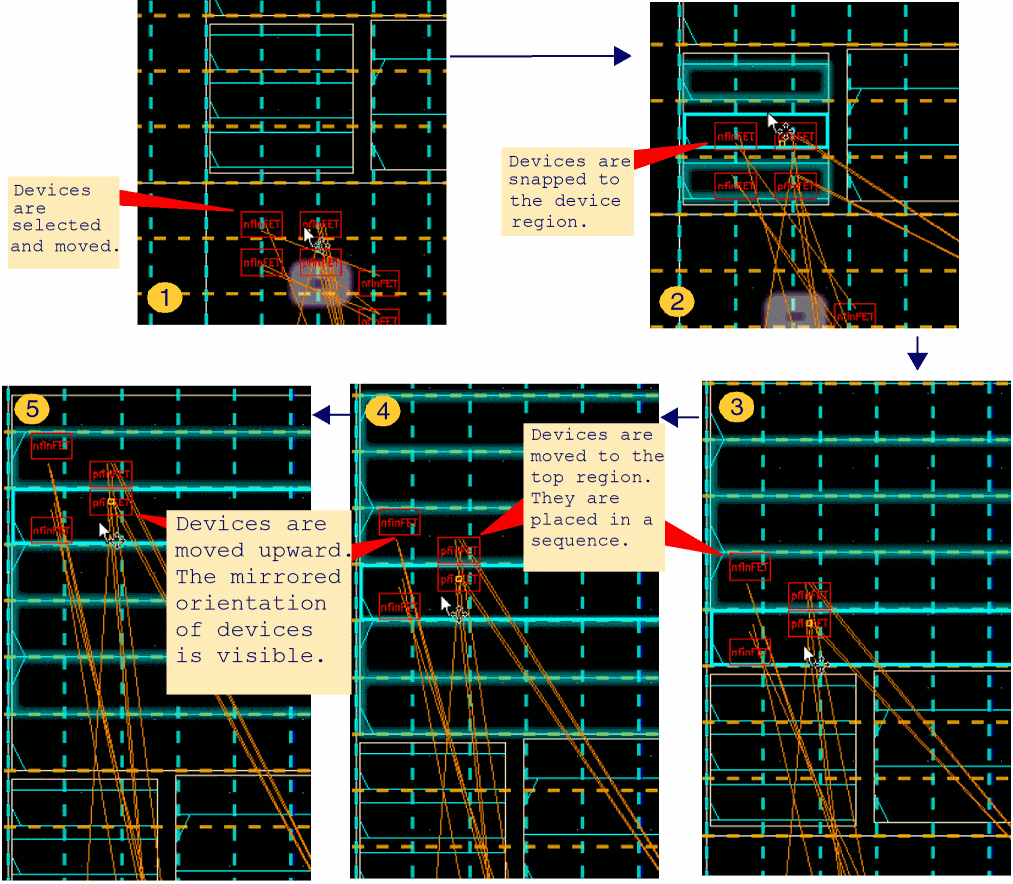 Devices
are
selected
and moved.
nfinFET
nfinFET
nfinFET
pfinFET
nfinFET
nfinFET
1
Devices are
snapped to
the device
region.
nfinFET
pfinFET
nfinFET
pfinFET
nfinFET
2
3
Devices are
moved to the
top region.
They are
placed in a
sequence.
nfinFET
pfinFET
pfinFET
nfinFET
4
nfinFET
pfinFET
pfinFET
nfinFET
5
nfinFET
pfinFET
pfinFET
nfinFET
Devices are
moved upward.
The mirrored
orientation
of devices
is visible.